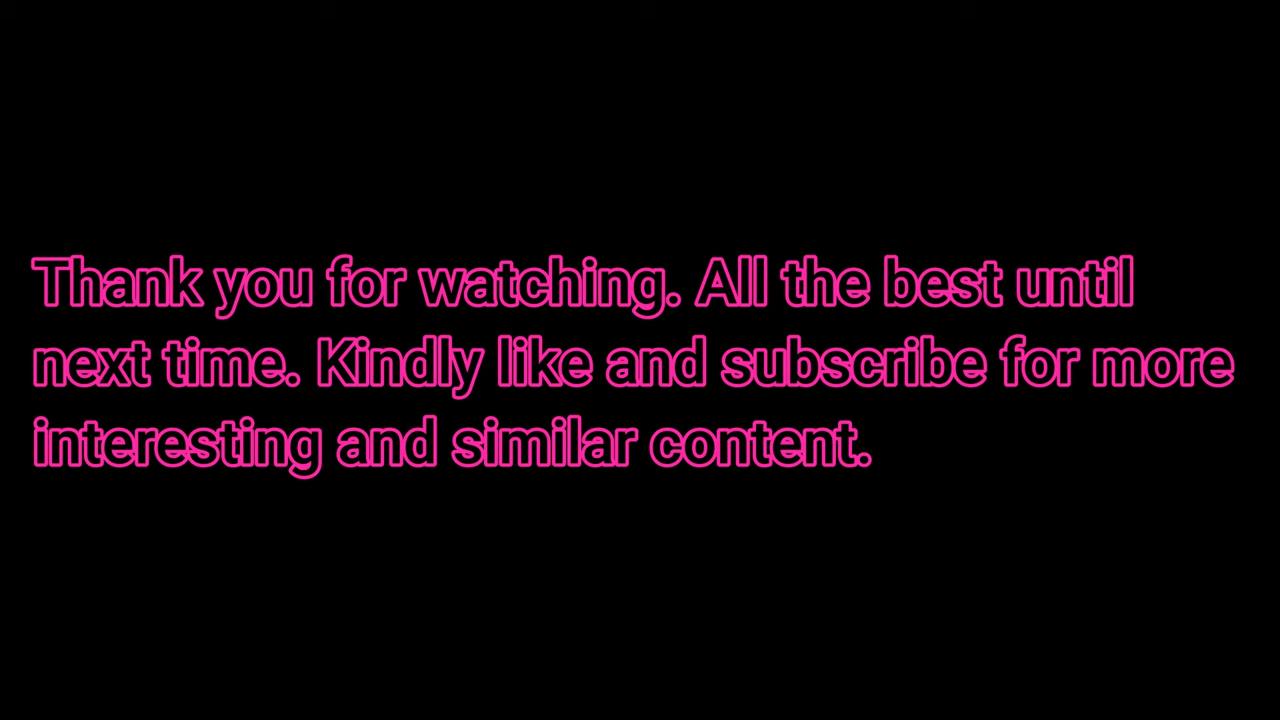 Thank you for watching. All the best until
next time. Kindly like and subscribe for more
interesting and similar content.